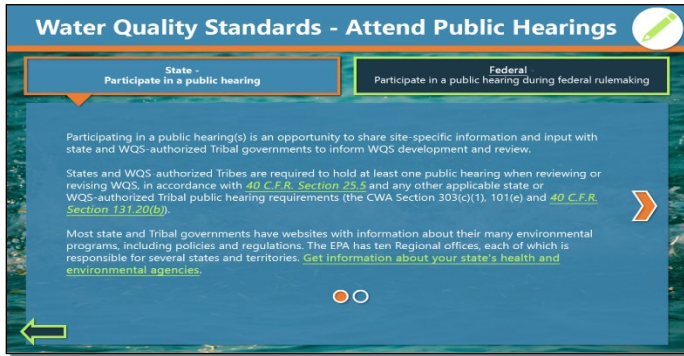 Water Quality Standards - Attend Public Hearings
State -
Participate in a public hearing
Federal -
Participate in a public hearing during federal rulemaking
Participating in a public hearing(s) is an opportunity to share site-specific information and input with
state and WQS-authorized Tribal governments to inform WQS development and review.
States and WQS-authorized Tribes are required to hold at least one public hearing when reviewing or
revising WQS, in accordance with 40 C.F.R. Section 25.5 and any other applicable state or
WQS-authorized Tribal public hearing requirements (the CWA Section 303(c)(1), 101(e) and 40 C.F.R.
Section 131.20(b)).
Most state and Tribal governments have websites with information about their many environmental
programs, including policies and regulations. The EPA has ten Regional offices, each of which is
responsible for several states and territories. Get information about your state's health and
environmental agencies.